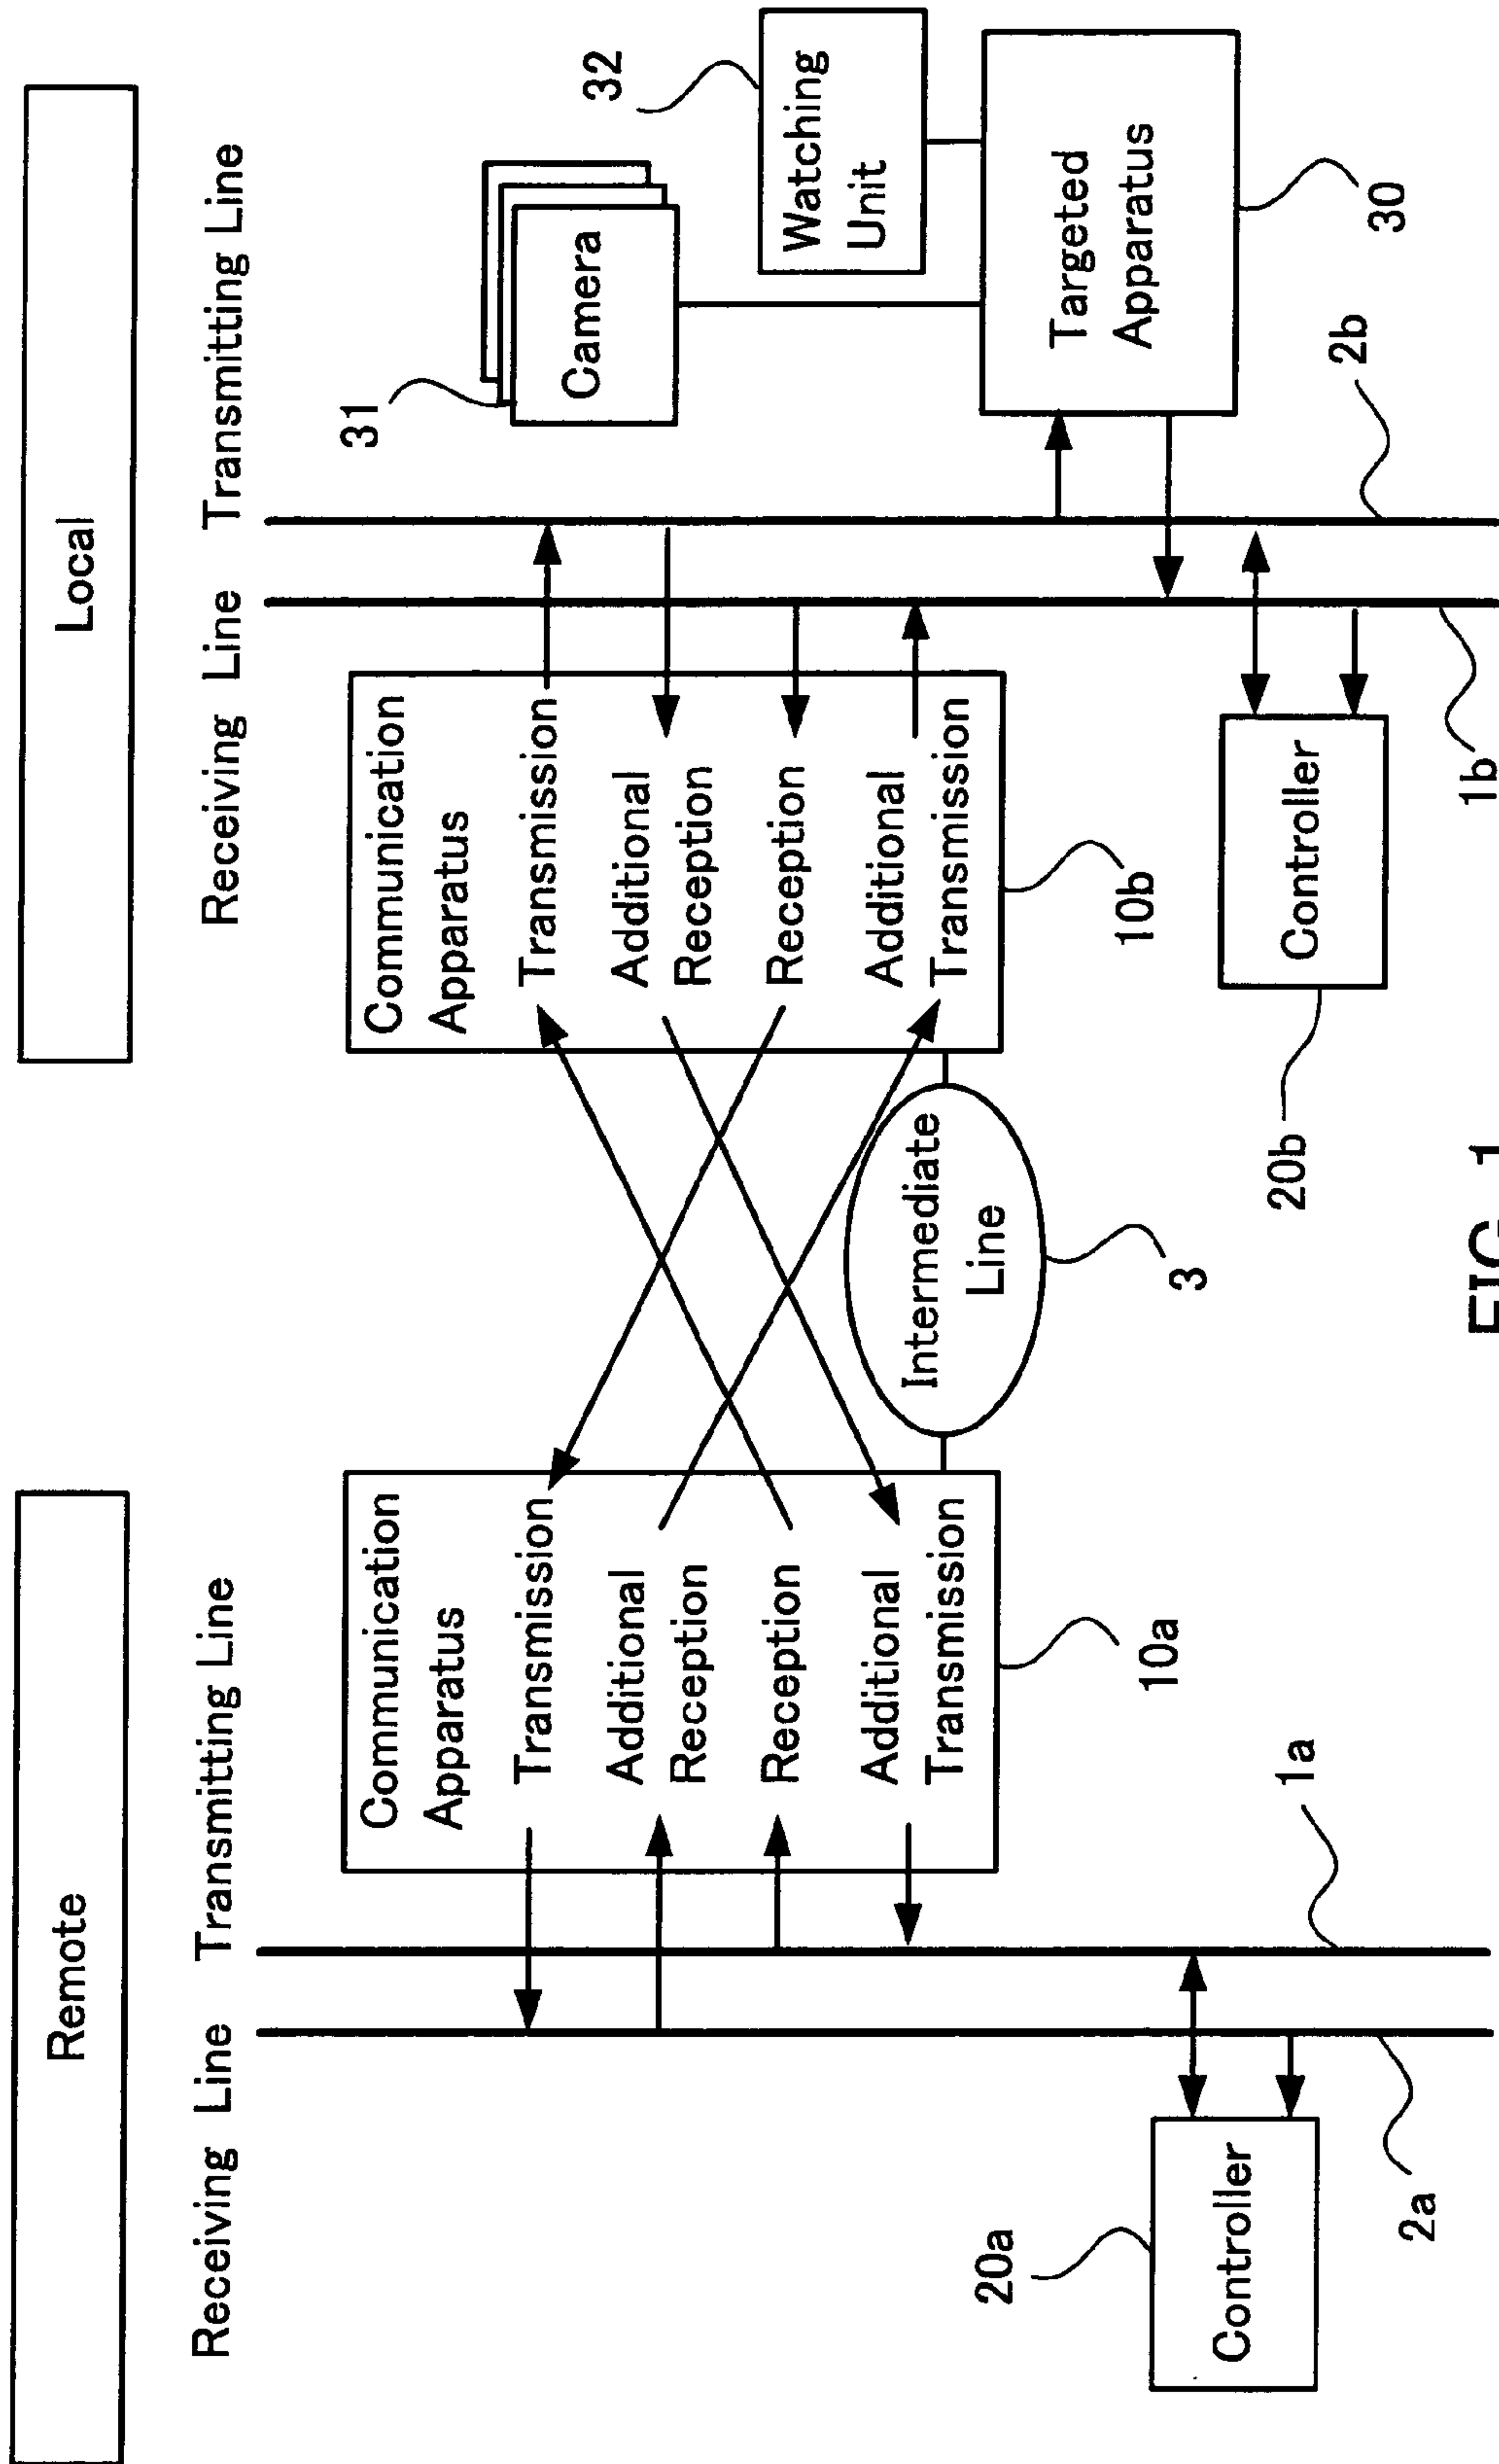 Remote
Local
Receiving Line
Transmitting Line
Receiving Line
Transmitting Line
Communication
Apparatus
Transmission
Additional
Reception
Reception
Additional
Transmission
10a
Communication
Apparatus
Transmission
Additional
Reception
Reception
Additional
Transmission
10b
Intermediate
Line
3
31
Camera
32
Watching
Unit
Targeted
Apparatus
30
20a
Controller
2a
1a
20b
Controller
1b
2b
FIG. 1